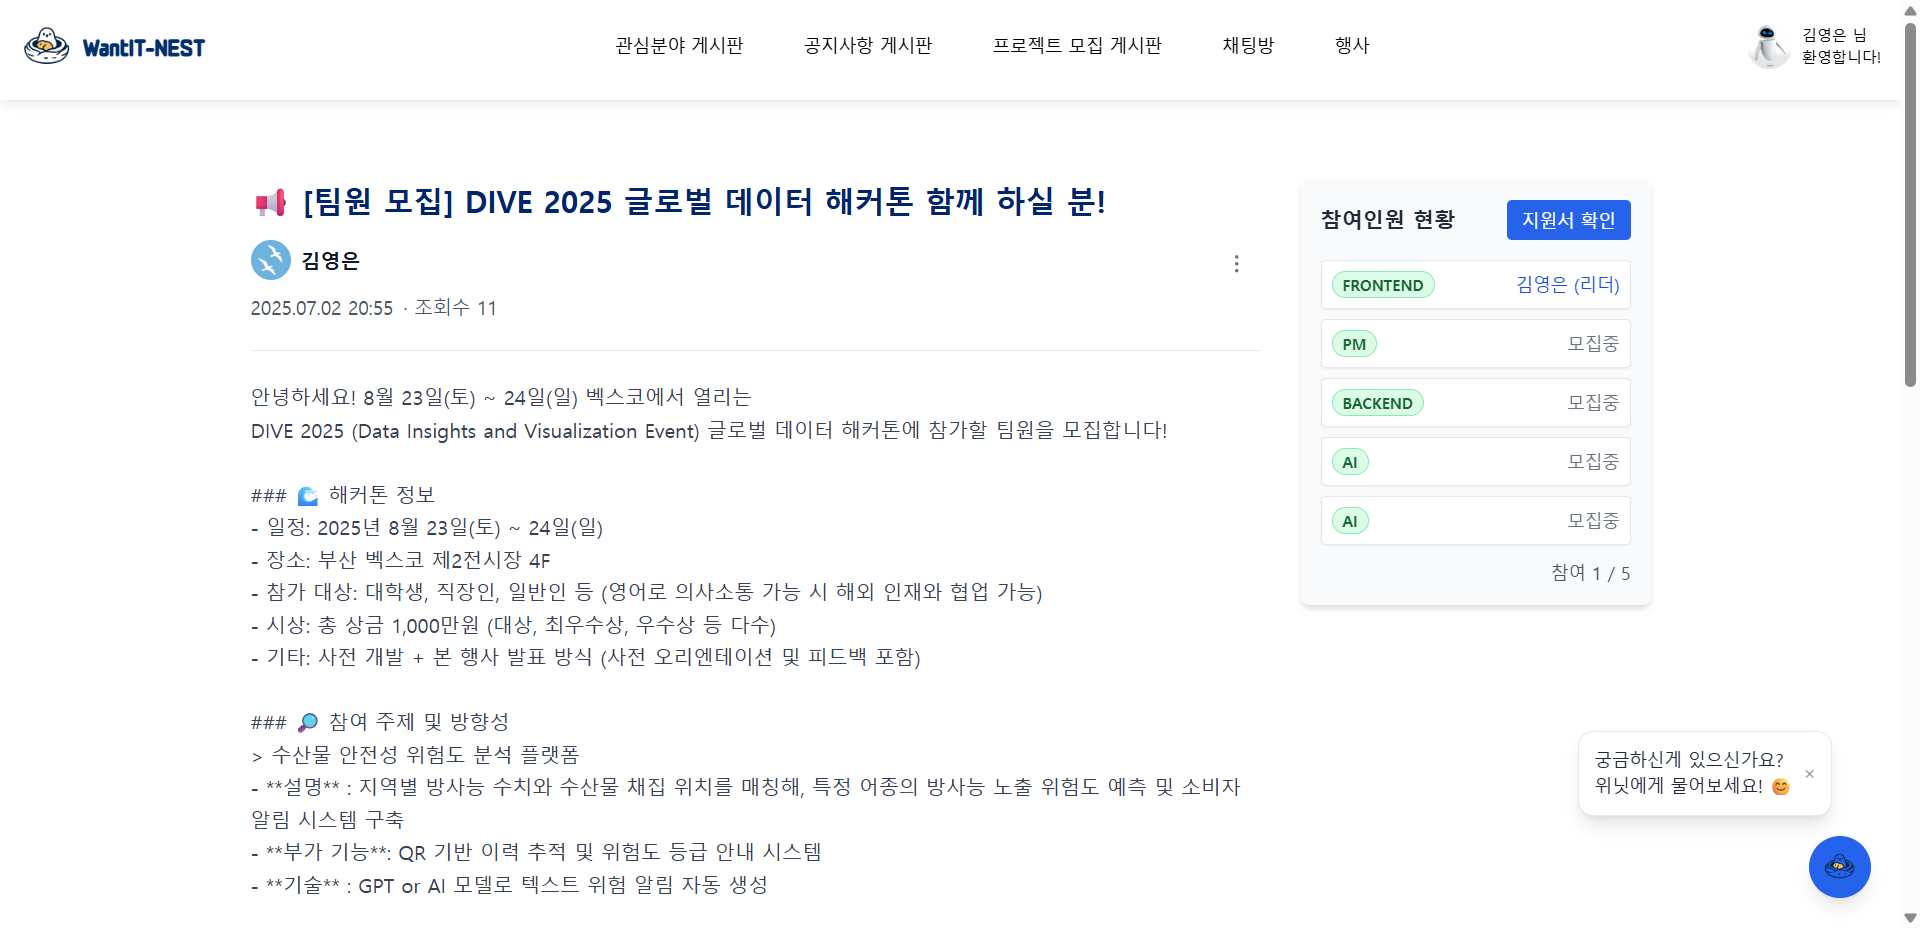 WantIT-NEST
관심분야 게시판
공지사항 게시판
프로젝트 모집 게시판
채팅방
행사
김영은 님
환영합니다!
📢 [팀원 모집] DIVE 2025 글로벌 데이터 해커톤 함께 하실 분!
김영은
2025.07.02 20:55 · 조회수 11
안녕하세요! 8월 23일(토) ~ 24일(일) 벡스코에서 열리는
DIVE 2025 (Data Insights and Visualization Event) 글로벌 데이터 해커톤에 참가할 팀원을 모집합니다!
### 🌊 해커톤 정보
- 일정: 2025년 8월 23일(토) ~ 24일(일)
- 장소: 부산 벡스코 제2전시장 4F
- 참가 대상: 대학생, 직장인, 일반인 등 (영어로 의사소통 가능 시 해외 인재와 협업 가능)
- 시상: 총 상금 1,000만원 (대상, 최우수상, 우수상 등 다수)
- 기타: 사전 개발 + 본 행사 발표 방식 (사전 오리엔테이션 및 피드백 포함)
### 🔎 참여 주제 및 방향성
> 수산물 안전성 위험도 분석 플랫폼
- **설명** : 지역별 방사능 수치와 수산물 채집 위치를 매칭해, 특정 어종의 방사능 노출 위험도 예측 및 소비자
알림 시스템 구축
- **부가 기능**: QR 기반 이력 추적 및 위험도 등급 안내 시스템
- **기술** : GPT or AI 모델로 텍스트 위험 알림 자동 생성
참여인원 현황
지원서 확인
FRONTEND 김영은 (리더)
PM 모집중
BACKEND 모집중
AI 모집중
AI 모집중
참여 1 / 5
궁금하신게 있으신가요?
위닛에게 물어보세요! 😊 ×